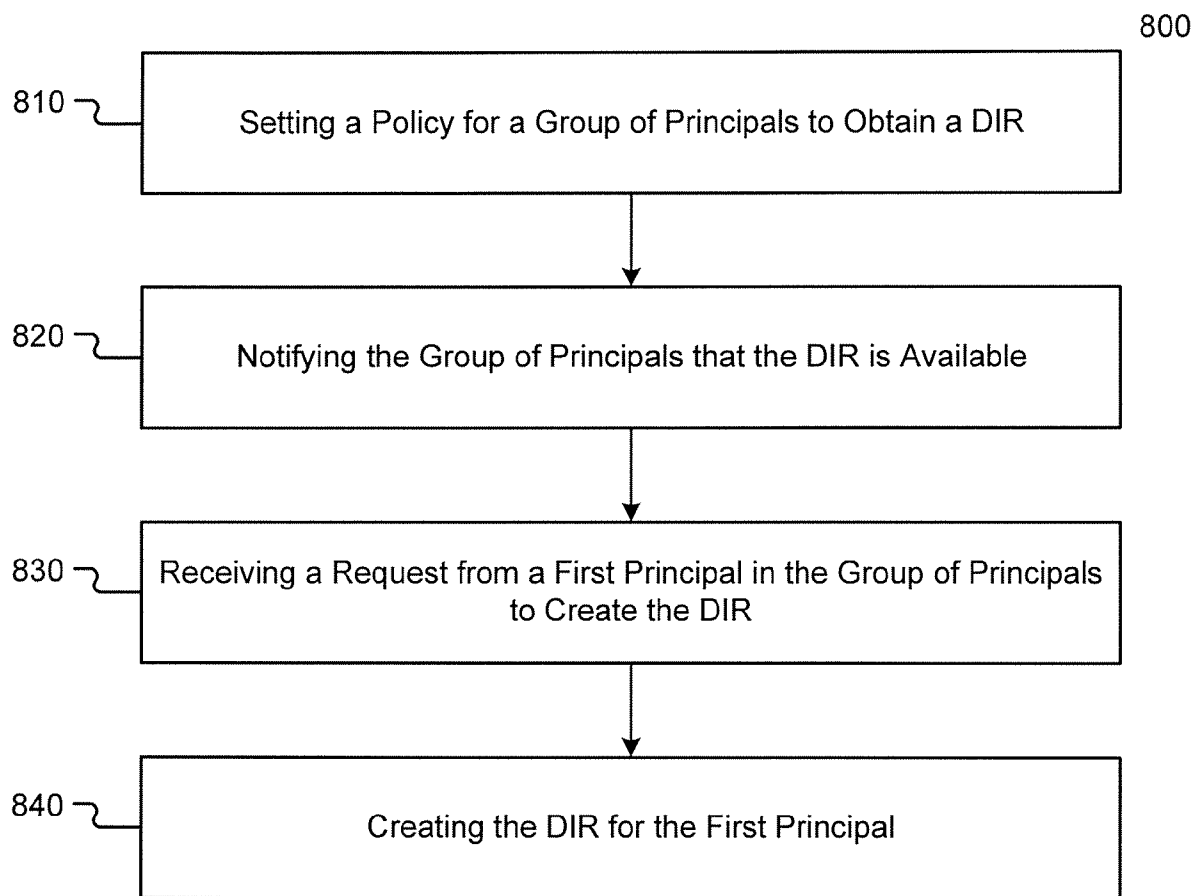 800
810
Setting a Policy for a Group of Principals to Obtain a DIR
820
Notifying the Group of Principals that the DIR is Available
830
Receiving a Request from a First Principal in the Group of Principals
to Create the DIR
840
Creating the DIR for the First Principal